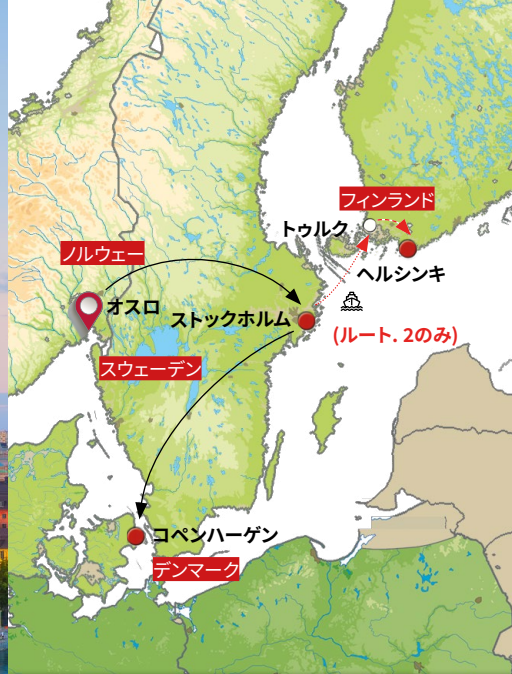 フィンランド
トゥルク
ノルウェー
ヘルシンキ
オスロ
ストックホルム
(ルート. 2のみ)
スウェーデン
コペンハーゲン
デンマーク